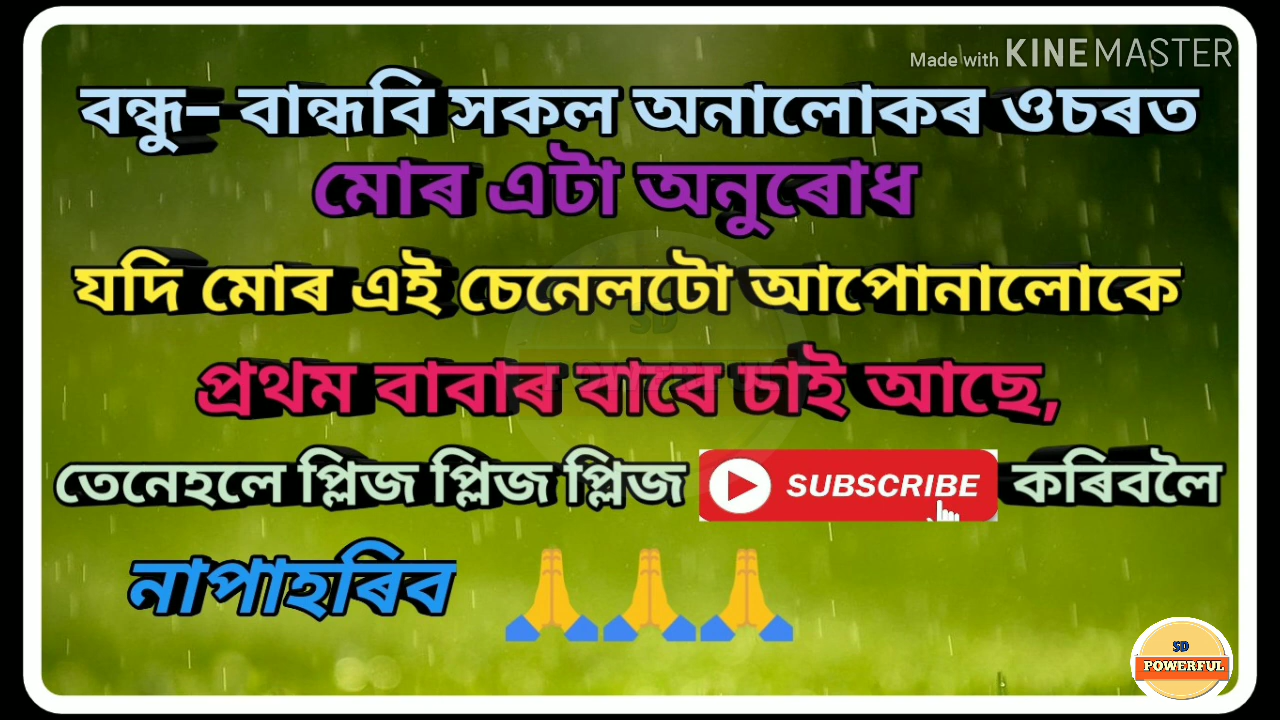 Made with KINEMASTER
বন্ধু- বান্ধবি সকল অনালোকৰ ওচৰত
মোৰ এটা অনুৰোধ
যদি মোৰ এই চেনেলটো আপোনালোকে
প্ৰথম বাবাৰ বাবে চাই আছে,
তেনেহলে প্লিজ প্লিজ প্লিজ SUBSCRIBE কৰিবলৈ
নাপাহৰিব 🙏🙏🙏
SD
POWERFUL